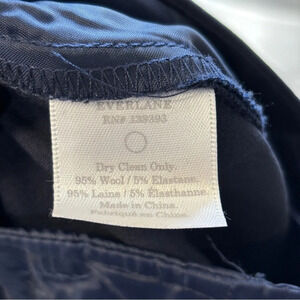 EVERLANE
RN# 139393
Dry Clean Only.
95% Wool / 5% Elastane.
95% Laine / 5% Élasthanne.
Made in China.
Fabriqué en Chine.